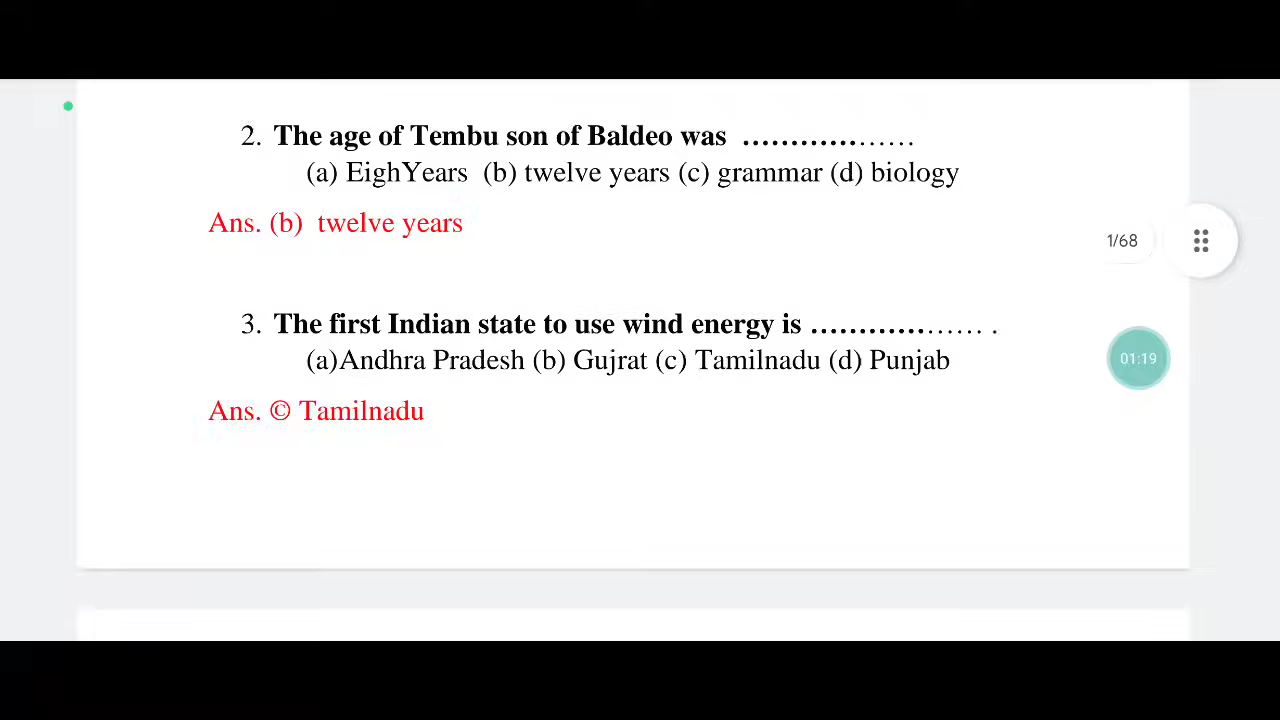 2. The age of Tembu son of Baldeo was ..................
(a) EighYears (b) twelve years (c) grammar (d) biology
Ans. (b) twelve years
1/68
3. The first Indian state to use wind energy is .................. .
(a)Andhra Pradesh (b) Gujrat (c) Tamilnadu (d) Punjab
01:19
Ans. © Tamilnadu